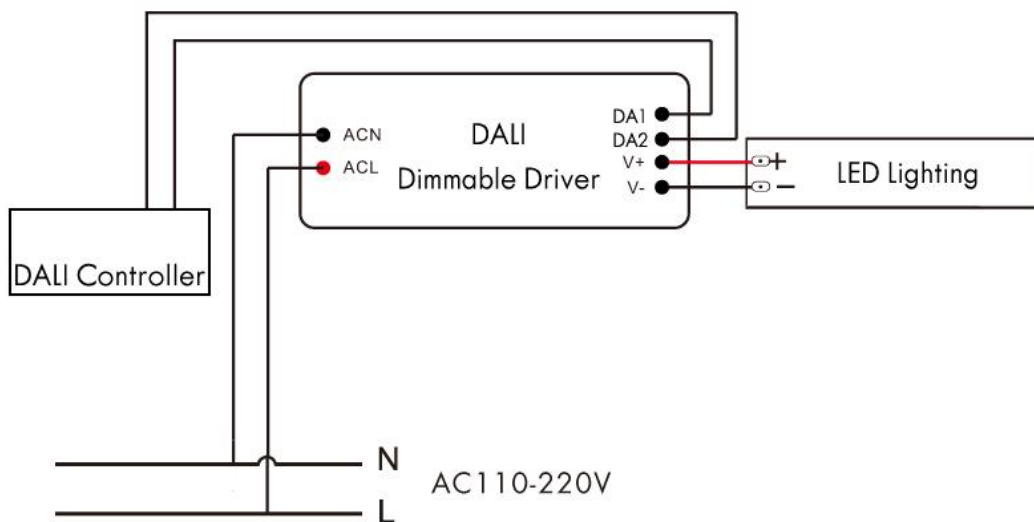 DA1
ACN
DALI
DA2
V+
+
LED Lighting
ACL
Dimmable Driver
V-
−
DALI Controller
N
AC110-220V
L